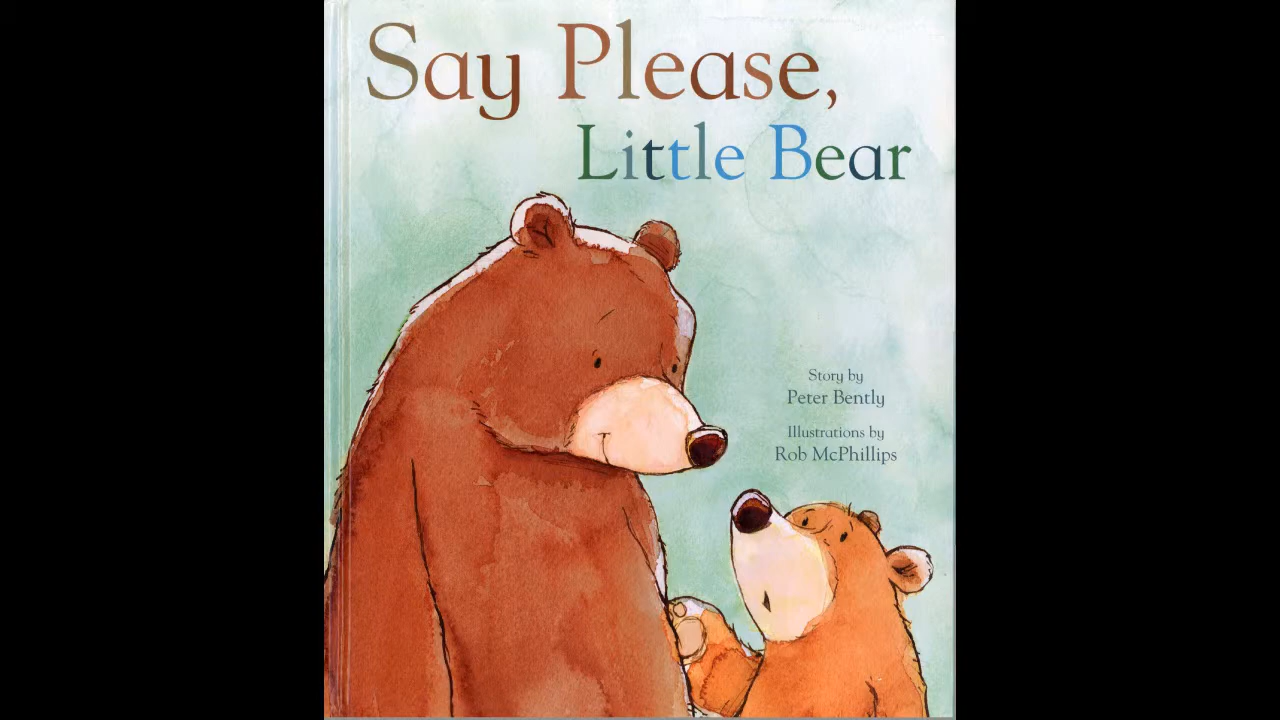 Say Please,
Little Bear
Story by
Peter Bently
Illustrations by
Rob McPhillips